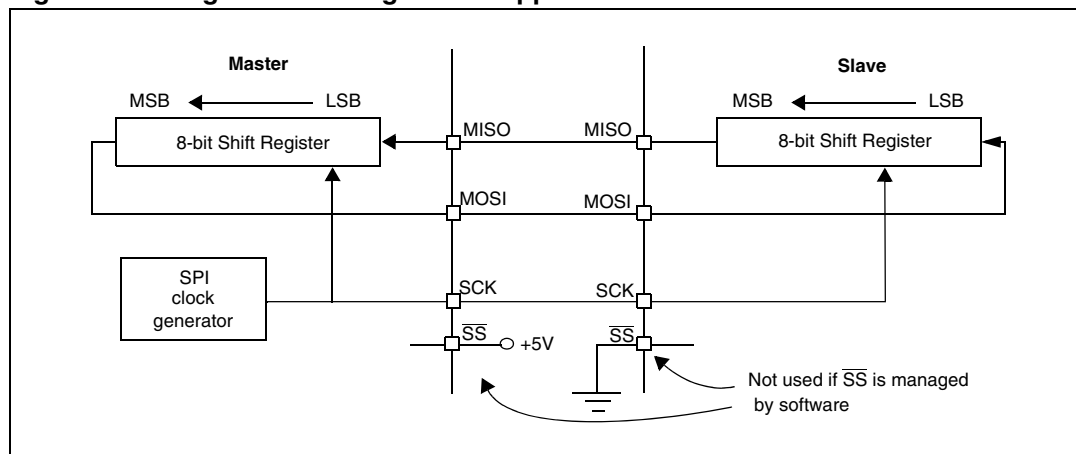 Master
Slave
MSB LSB
MSB LSB
8-bit Shift Register
8-bit Shift Register
MISO MISO
MOSI MOSI
SPI
clock
generator
SCK SCK
SS +5V SS
Not used if SS is managed
by software